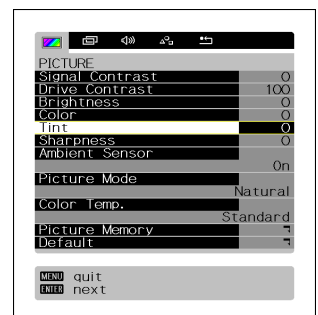 PICTURE
Signal Contrast 0
Drive Contrast 100
Brightness 0
Color 0
Tint 0
Sharpness 0
Ambient Sensor
On
Picture Mode
Natural
Color Temp.
Standard
Picture Memory
Default
MENU quit
ENTER next